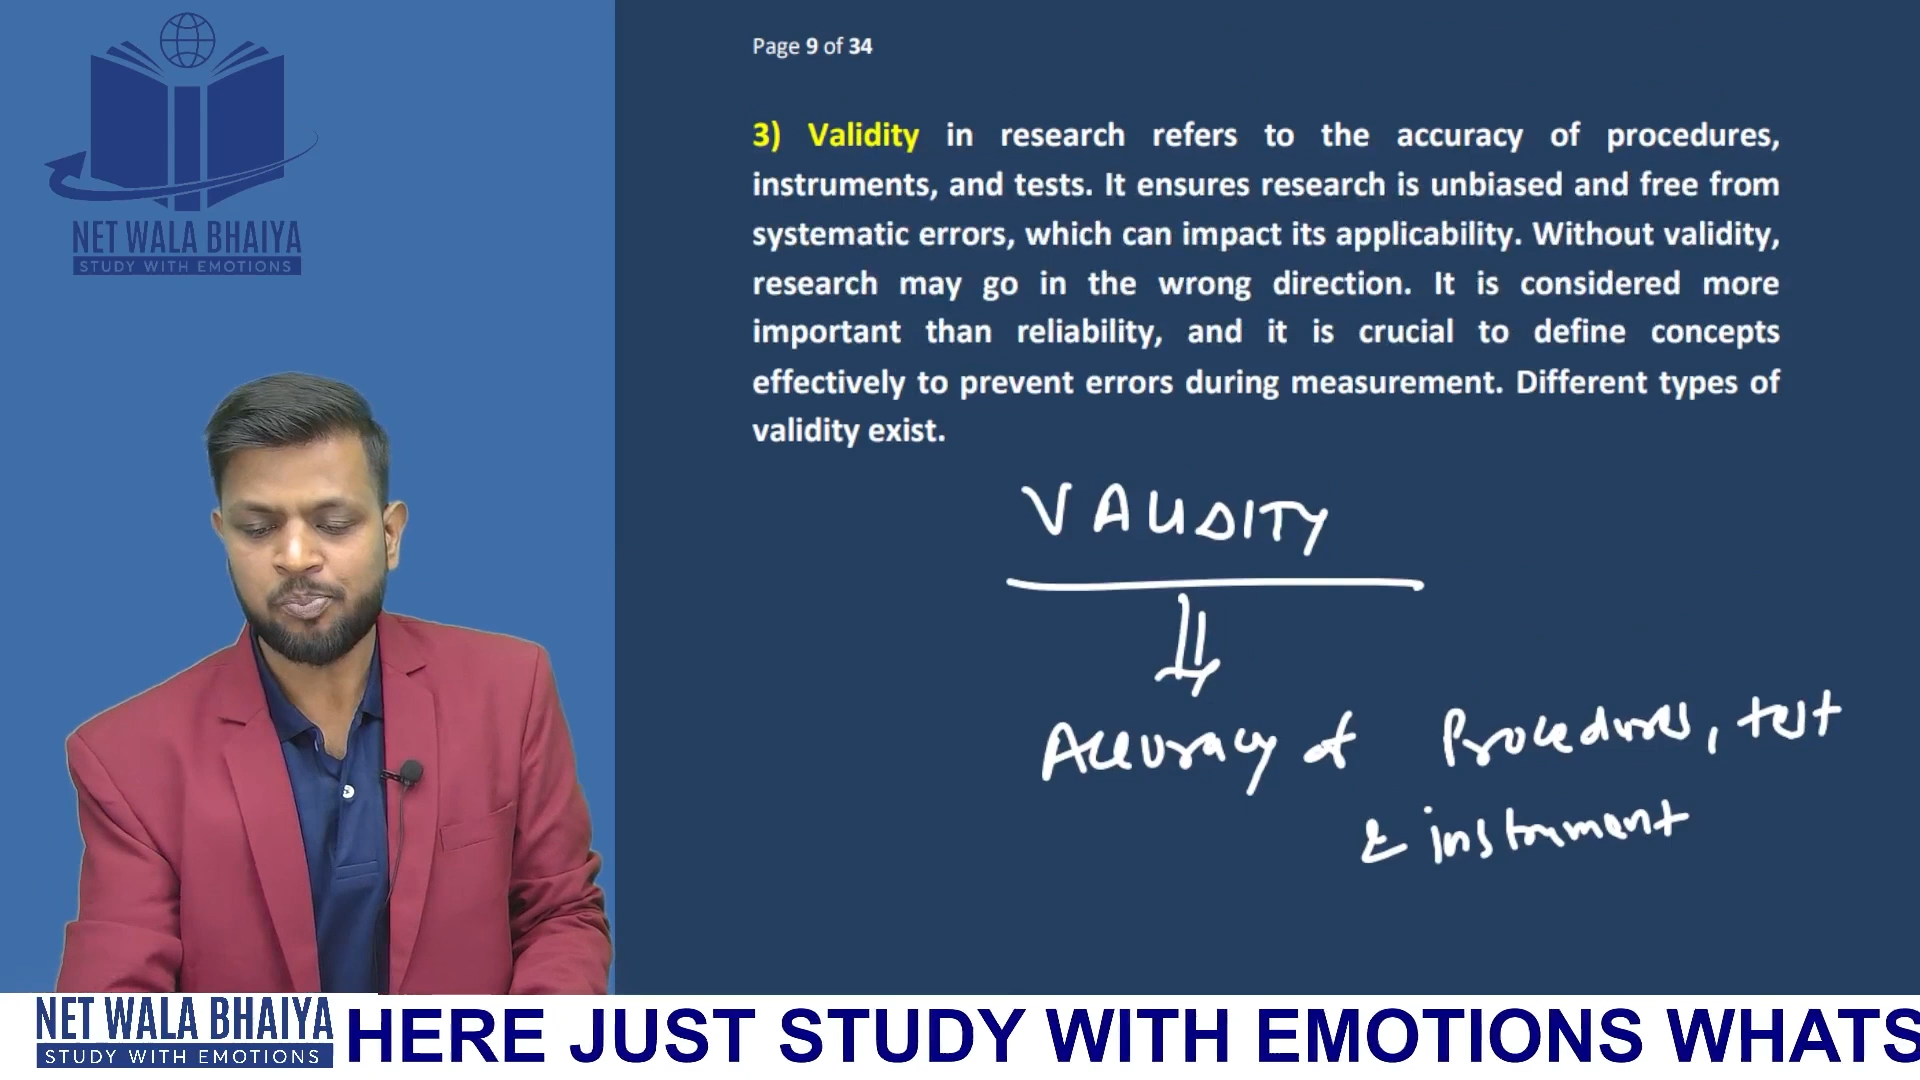 NET WALA BHAIYA
STUDY WITH EMOTIONS
Page 9 of 34
3) Validity in research refers to the accuracy of procedures,
instruments, and tests. It ensures research is unbiased and free from
systematic errors, which can impact its applicability. Without validity,
research may go in the wrong direction. It is considered more
important than reliability, and it is crucial to define concepts
effectively to prevent errors during measurement. Different types of
validity exist.
VALIDITY
Accuracy of Procedures, test
& instrument
NET WALA BHAIYA
STUDY WITH EMOTIONS
HERE JUST STUDY WITH EMOTIONS WHATS